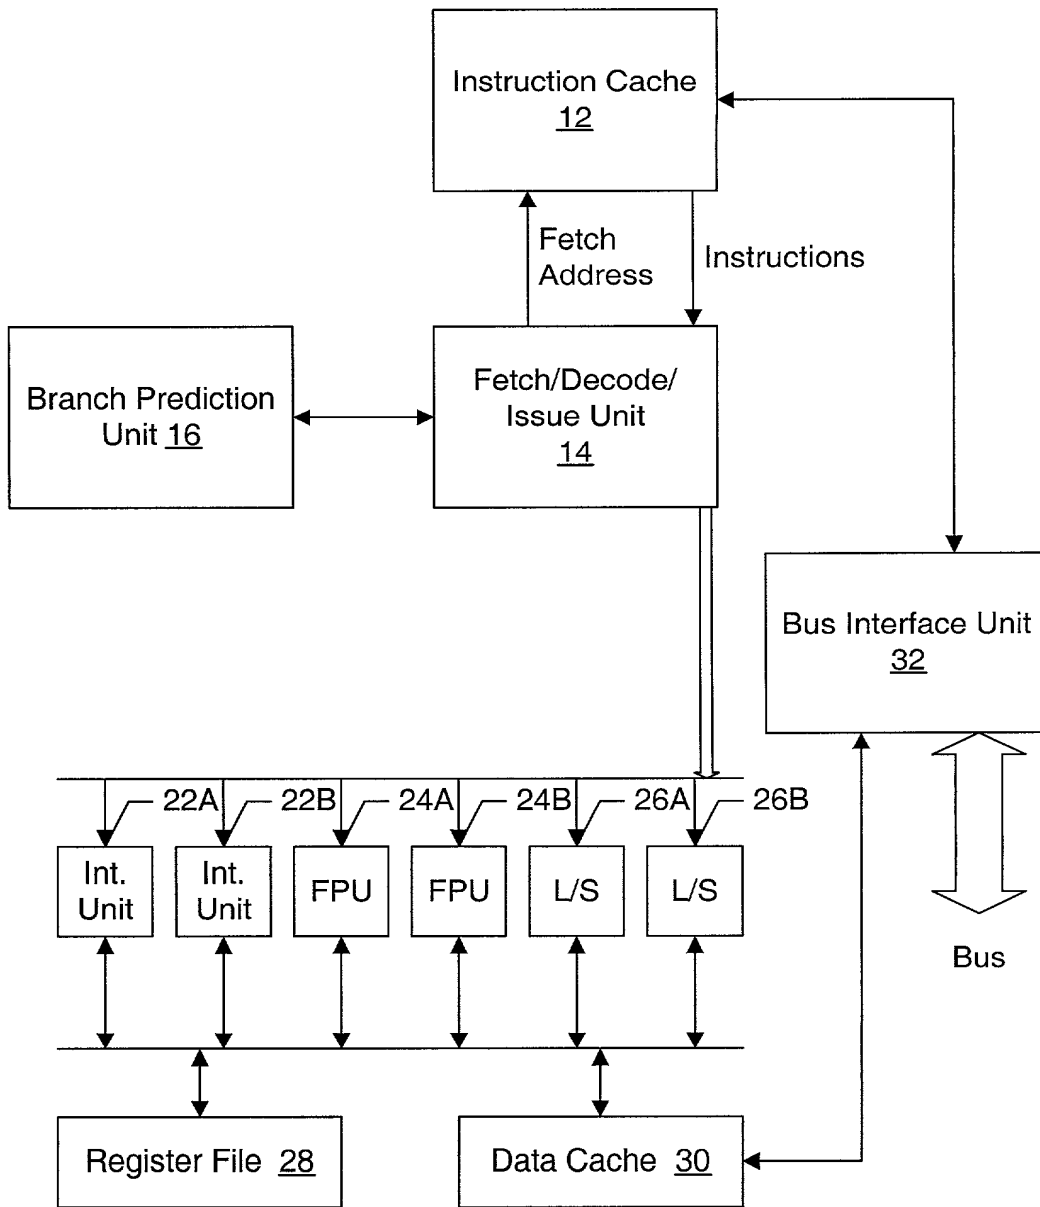 Instruction Cache
12
Fetch
Address
Instructions
Branch Prediction
Unit 16
Fetch/Decode/
Issue Unit
14
Bus Interface Unit
32
22A
22B
24A
24B
26A
26B
Int.
Unit
Int.
Unit
FPU
FPU
L/S
L/S
Bus
Register File 28
Data Cache 30